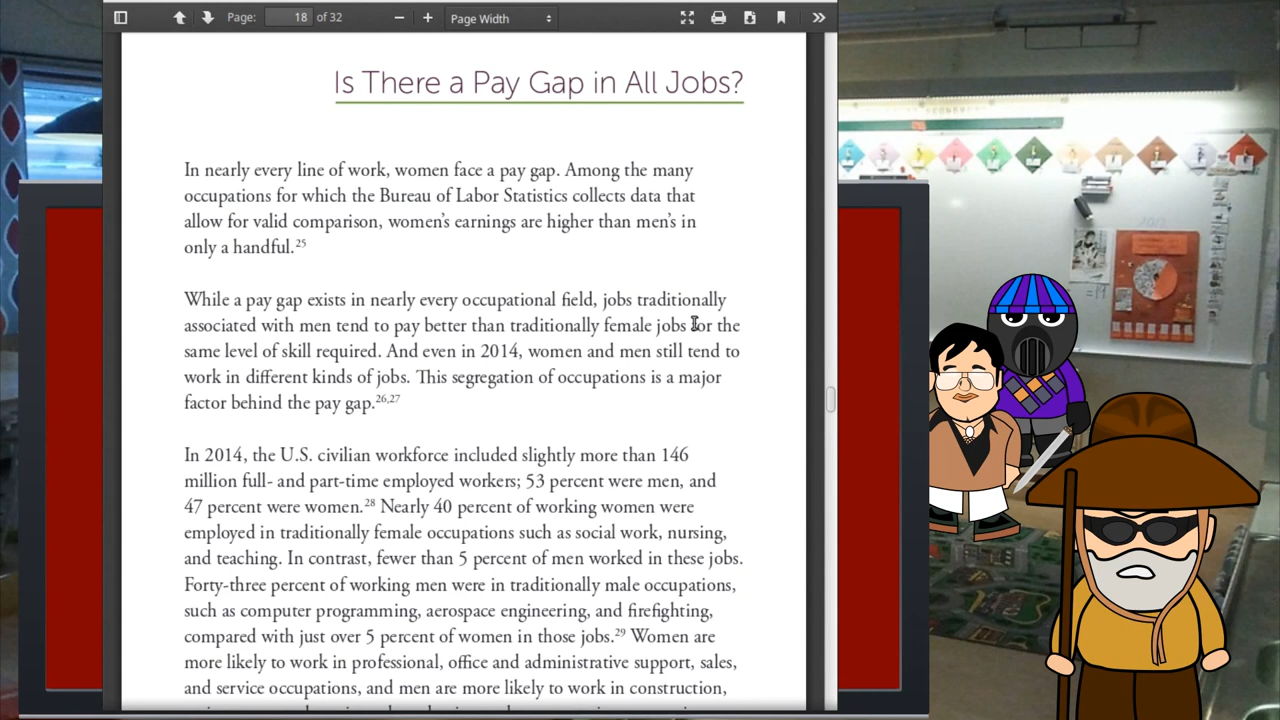 Page: 18 of 32 Page Width
Is There a Pay Gap in All Jobs?
In nearly every line of work, women face a pay gap. Among the many
occupations for which the Bureau of Labor Statistics collects data that
allow for valid comparison, women’s earnings are higher than men’s in
only a handful.25
While a pay gap exists in nearly every occupational field, jobs traditionally
associated with men tend to pay better than traditionally female jobs for the
same level of skill required. And even in 2014, women and men still tend to
work in different kinds of jobs. This segregation of occupations is a major
factor behind the pay gap.26,27
In 2014, the U.S. civilian workforce included slightly more than 146
million full- and part-time employed workers; 53 percent were men, and
47 percent were women.28 Nearly 40 percent of working women were
employed in traditionally female occupations such as social work, nursing,
and teaching. In contrast, fewer than 5 percent of men worked in these jobs.
Forty-three percent of working men were in traditionally male occupations,
such as computer programming, aerospace engineering, and firefighting,
compared with just over 5 percent of women in those jobs.29 Women are
more likely to work in professional, office and administrative support, sales,
and service occupations, and men are more likely to work in construction,